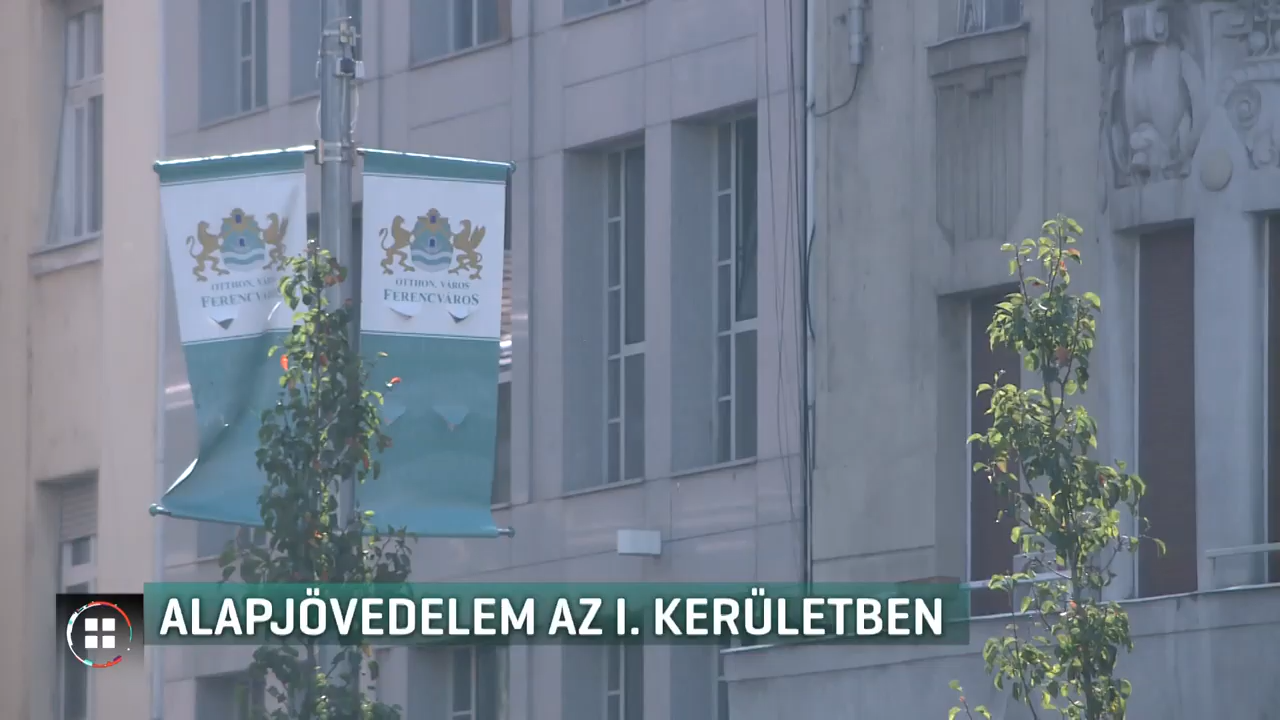 OTTHON, VÁROS
FERENCVÁROS
OTTHON, VÁROS
FERENCVÁROS
ALAPJÖVEDELEM AZ I. KERÜLETBEN